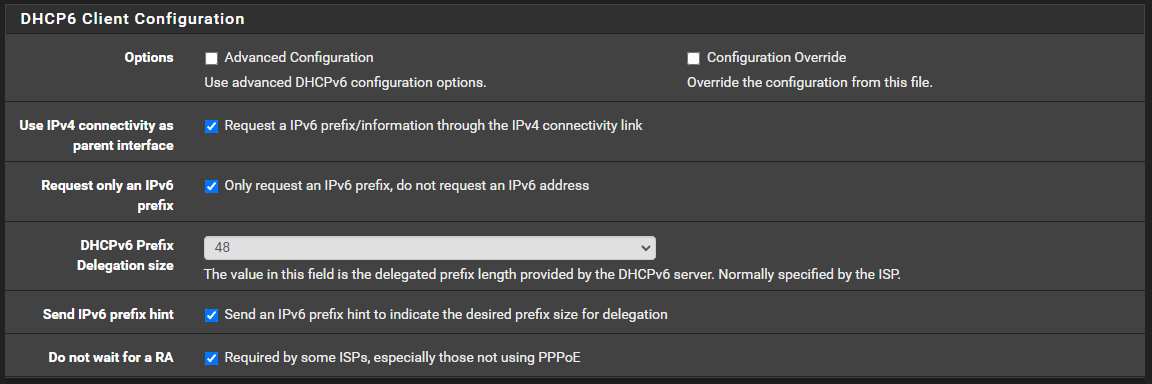 DHCP6 Client Configuration
Options
Advanced Configuration
Configuration Override
Use advanced DHCPv6 configuration options.
Override the configuration from this file.
Use IPv4 connectivity as
parent interface
Request a IPv6 prefix/information through the IPv4 connectivity link
Request only an IPv6
prefix
Only request an IPv6 prefix, do not request an IPv6 address
DHCPv6 Prefix
Delegation size
48
The value in this field is the delegated prefix length provided by the DHCPv6 server. Normally specified by the ISP.
Send IPv6 prefix hint
Send an IPv6 prefix hint to indicate the desired prefix size for delegation
Do not wait for a RA
Required by some ISPs, especially those not using PPPoE